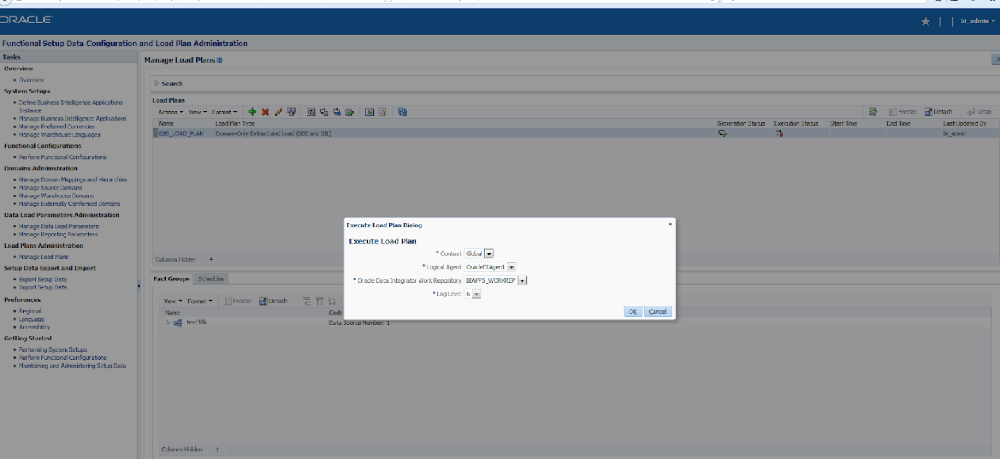 ORACLE
bi_admin
Functional Setup Data Configuration and Load Plan Administration
Tasks
Overview
Overview
System Setups
Define Business Intelligence Applications
Instance
Manage Business Intelligence Applications
Manage Preferred Currencies
Manage Warehouse Languages
Functional Configurations
Perform Functional Configurations
Domains Administration
Manage Domain Mappings and Hierarchies
Manage Source Domains
Manage Warehouse Domains
Manage Externally Conformed Domains
Data Load Parameters Administration
Manage Data Load Parameters
Manage Reporting Parameters
Load Plans Administration
Manage Load Plans
Setup Data Export and Import
Export Setup Data
Import Setup Data
Preferences
Regional
Language
Accessibility
Getting Started
Performing System Setups
Perform Functional Configurations
Maintaining and Administering Setup Data
Manage Load Plans
D
Search
Load Plans
Actions View Format Freeze Detach Wrap
Name Load Plan Type Generation Status Execution Status Start Time End Time Last Updated By
EBS_LOAD_PLAN Domain-Only Extract and Load (SDE and SIL) bi_admin
Columns Hidden 4
Execute Load Plan Dialog
Execute Load Plan
* Context Global
* Logical Agent OracleDIAgent
* Oracle Data Integrator Work Repository BIAPPS_WORKREP
* Log Level 6
OK Cancel
Fact Groups Schedules
View Format Freeze Detach
Name Code
test39b Data Source Number: 1
Columns Hidden 1